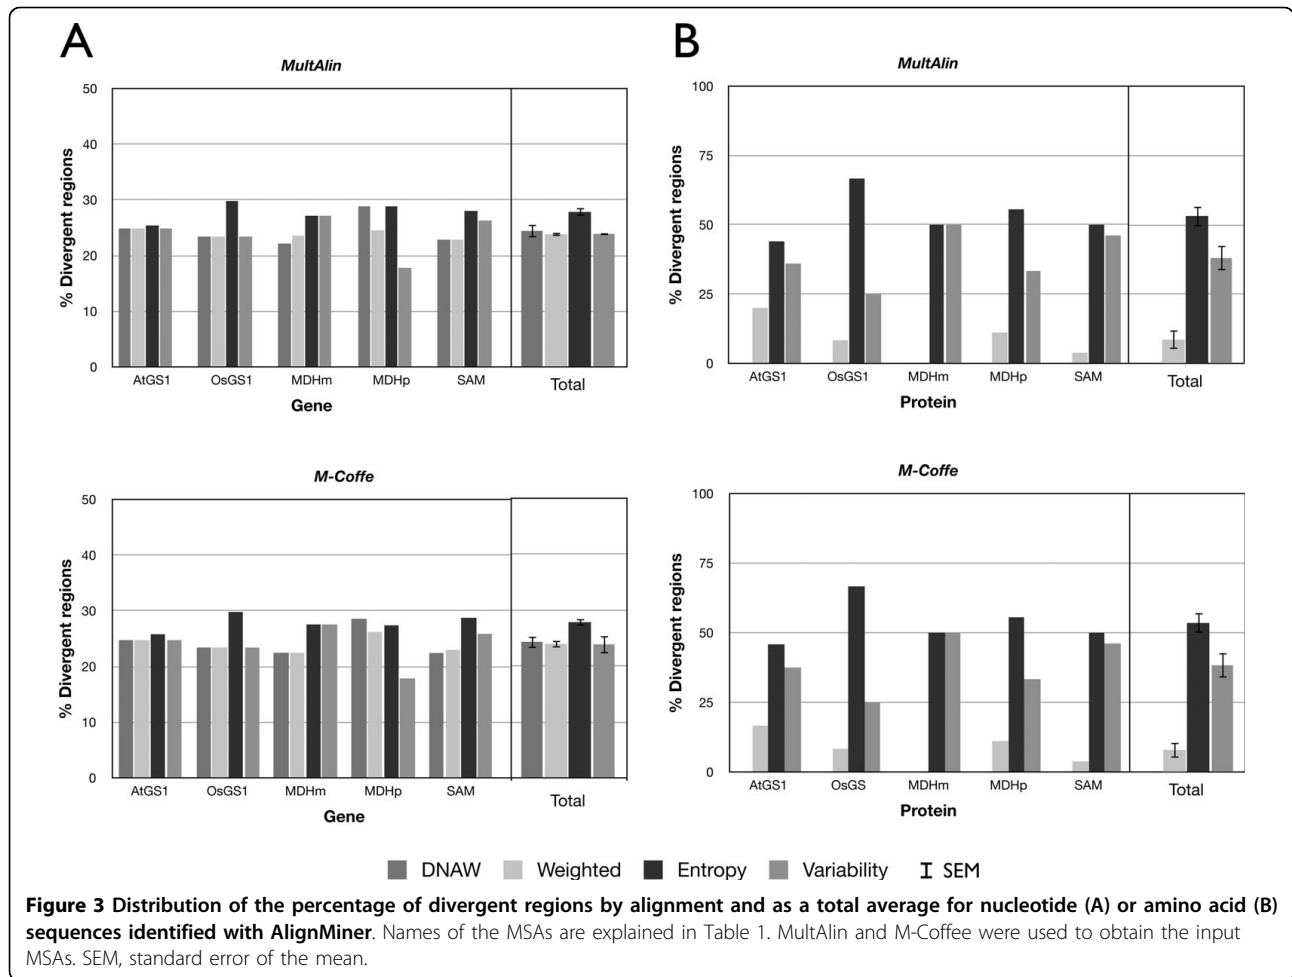 A
MultAlin
50
40
30
20
10
0
% Divergent regions
AtGS1 OsGS1 MDHm MDHp SAM Total
Gene
B
MultAlin
100
75
50
25
0
% Divergent regions
AtGS1 OsGS1 MDHm MDHp SAM Total
Protein
M-Coffe
50
40
30
20
10
0
% Divergent regions
AtGS1 OsGS1 MDHm MDHp SAM Total
Gene
M-Coffe
100
75
50
25
0
% Divergent regions
AtGS1 OsGS MDHm MDHp SAM Total
Protein
DNAW Weighted Entropy Variability SEM
Figure 3 Distribution of the percentage of divergent regions by alignment and as a total average for nucleotide (A) or amino acid (B)
sequences identified with AlignMiner. Names of the MSAs are explained in Table 1. MultAlin and M-Coffee were used to obtain the input
MSAs. SEM, standard error of the mean.